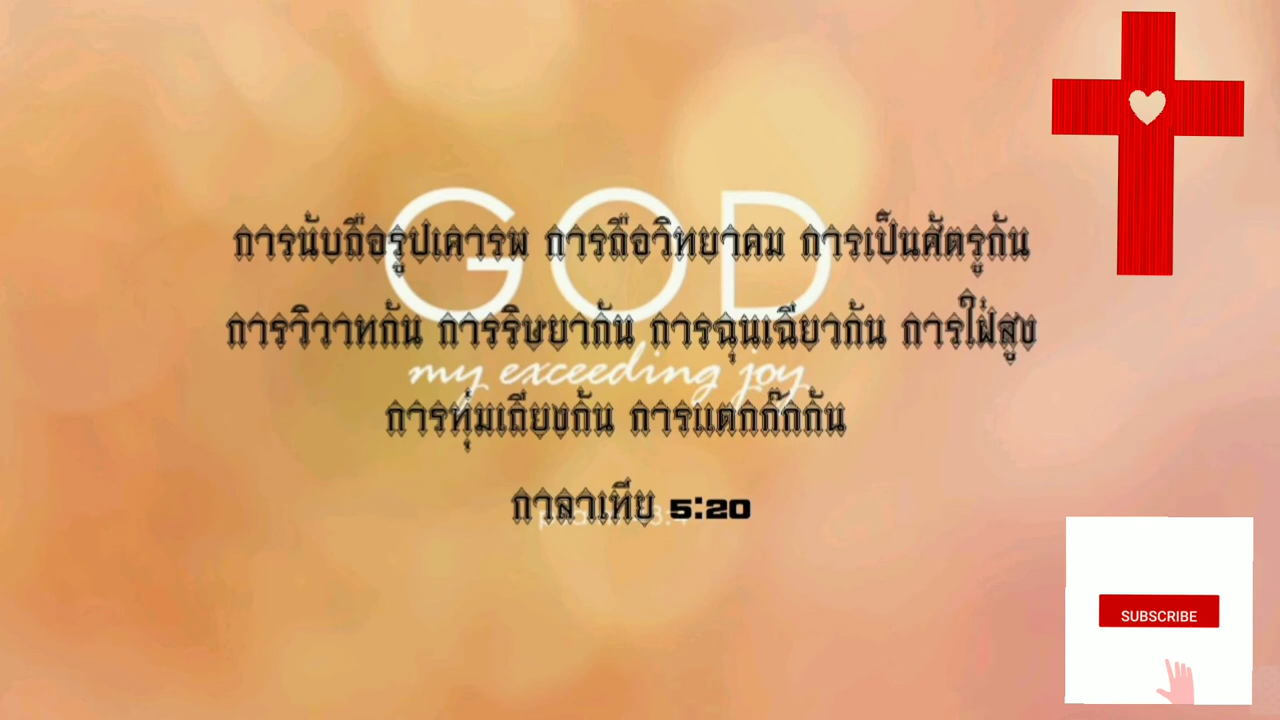 GOD
การนับถือรูปเคารพ การถือวิทยาคม การเป็นศัตรูกัน
การวิวาทกัน การริษยากัน การฉุนเฉียวกัน การใฝ่สูง
my exceeding joy
การทุ่มเถียงกัน การแตกก๊กกัน
กาลาเทีย 5:20
SUBSCRIBE